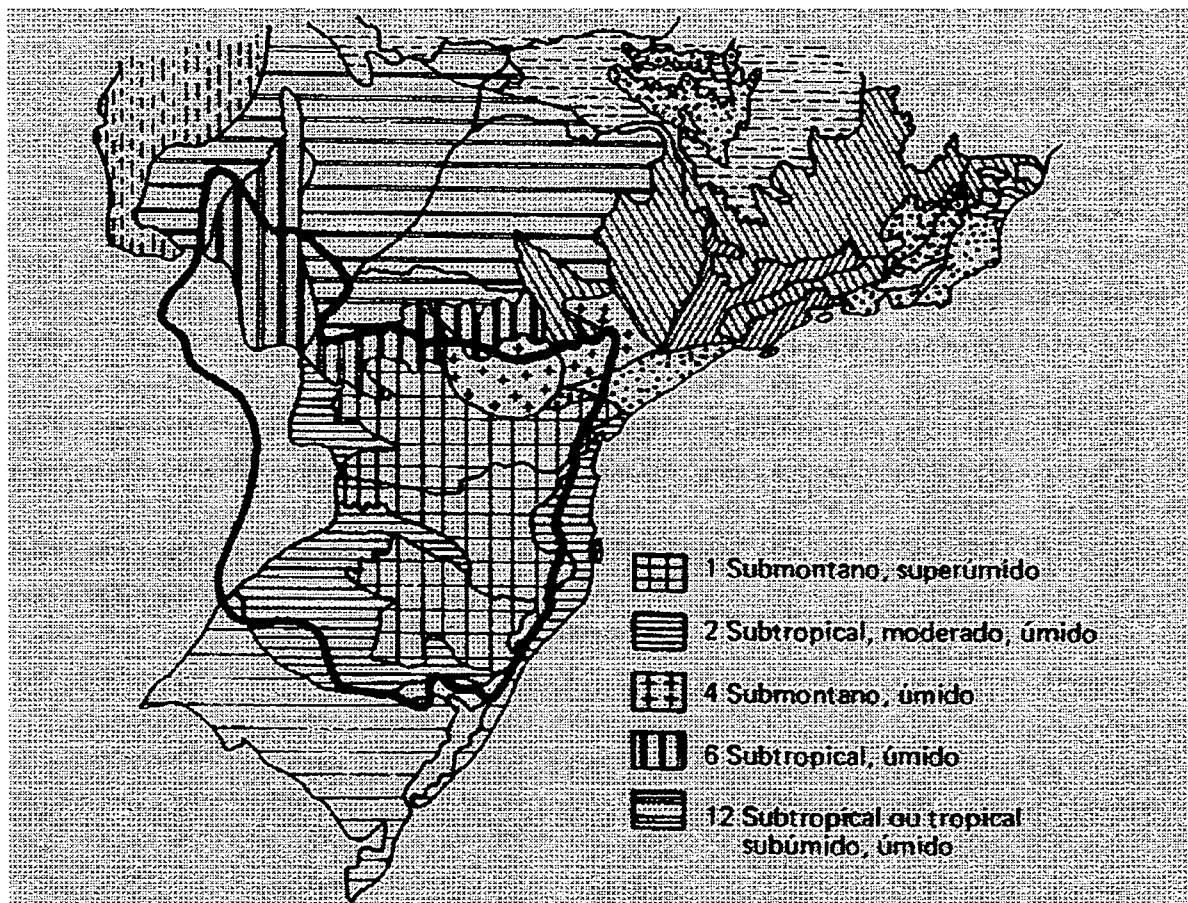 1 Submontano, superúmido
2 Subtropical, moderado, úmido
4 Submontano, úmido
6 Subtropical, úmido
12 Subtropical ou tropical
subúmido, úmido